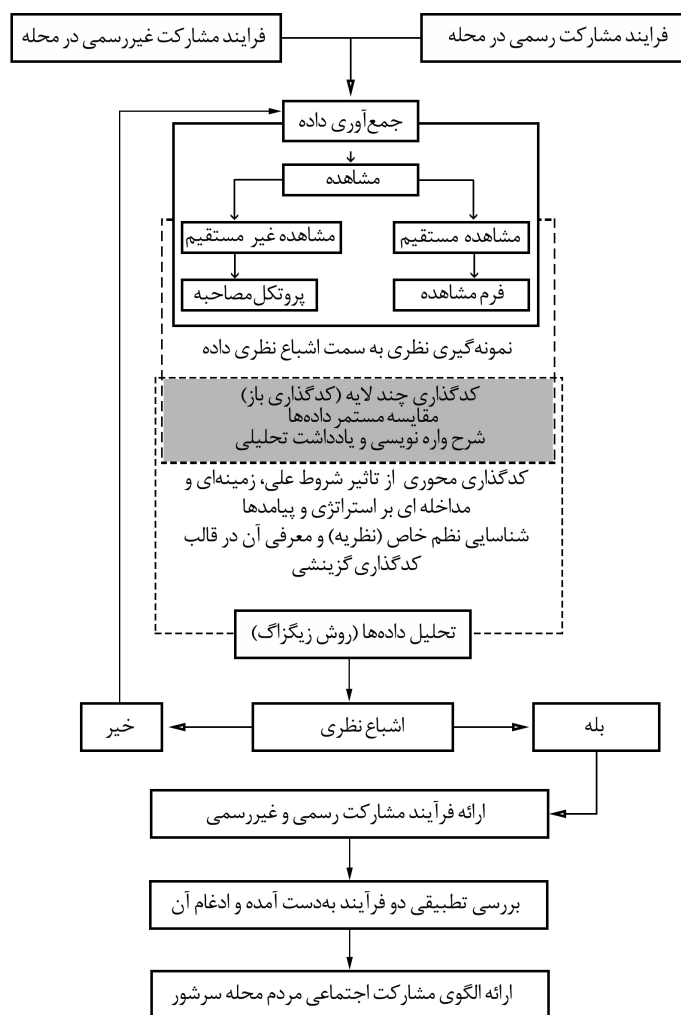 فرایند مشارکت رسمی در محله
فرایند مشارکت غیررسمی در محله
جمع‌آوری داده
مشاهده
مشاهده مستقیم
مشاهده غیر مستقیم
فرم مشاهده
پروتکل مصاحبه
نمونه‌گیری نظری به سمت اشباع نظری داده
کدگذاری چند لایه (کدگذاری باز)
مقایسه مستمر داده‌ها
شرح واره نویسی و یادداشت تحلیلی
کدگذاری محوری از تاثیر شروط علی، زمینه‌ای و
مداخله ای بر استراتژی و پیامدها
شناسایی نظم خاص (نظریه) و معرفی آن در قالب
کدگذاری گزینشی
تحلیل داده‌ها (روش زیگزاگ)
بله
اشباع نظری
خیر
ارائه فرآیند مشارکت رسمی و غیررسمی
بررسی تطبیقی دو فرآیند به‌دست آمده و ادغام آن
ارائه الگوی مشارکت اجتماعی مردم محله سرشور